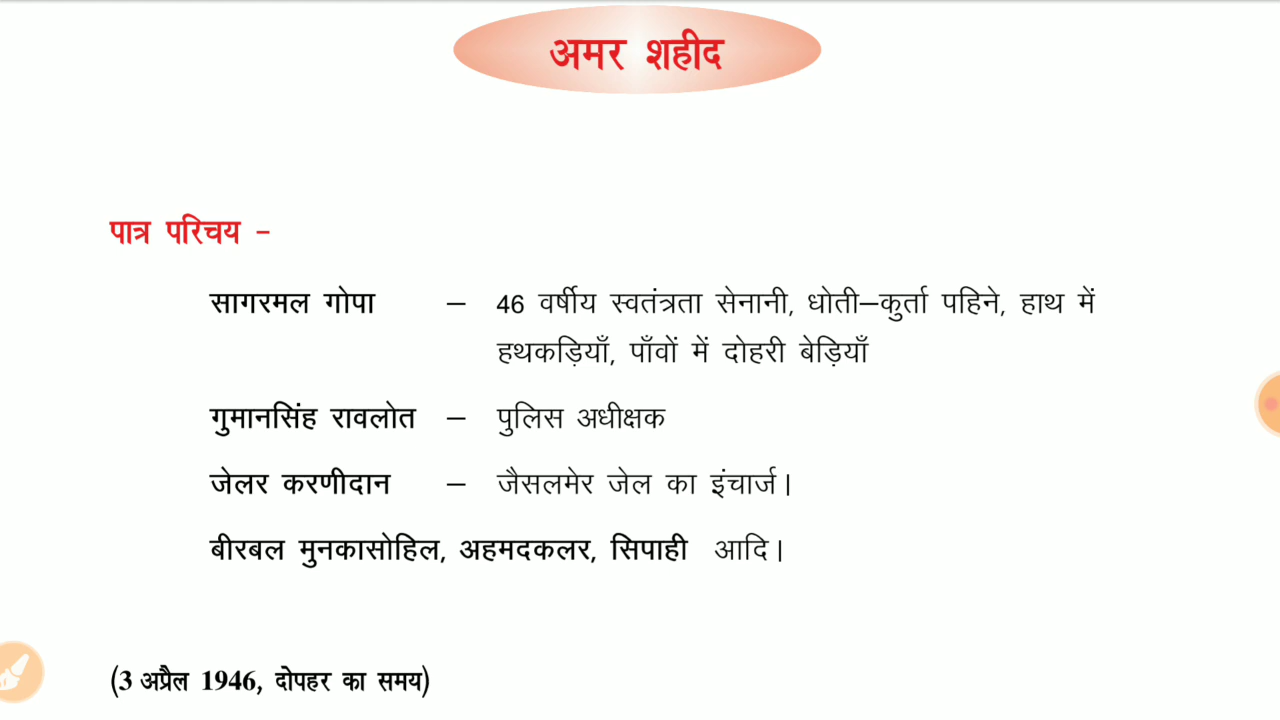 अमर शहीद
पात्र परिचय –
सागरमल गोपा – 46 वर्षीय स्वतंत्रता सेनानी, धोती–कुर्ता पहिने, हाथ में
हथकड़ियाँ, पाँवों में दोहरी बेड़ियाँ
गुमानसिंह रावलोत – पुलिस अधीक्षक
जेलर करणीदान – जैसलमेर जेल का इंचार्ज।
बीरबल मुनकासोहिल, अहमदकलर, सिपाही आदि।
(3 अप्रैल 1946, दोपहर का समय)